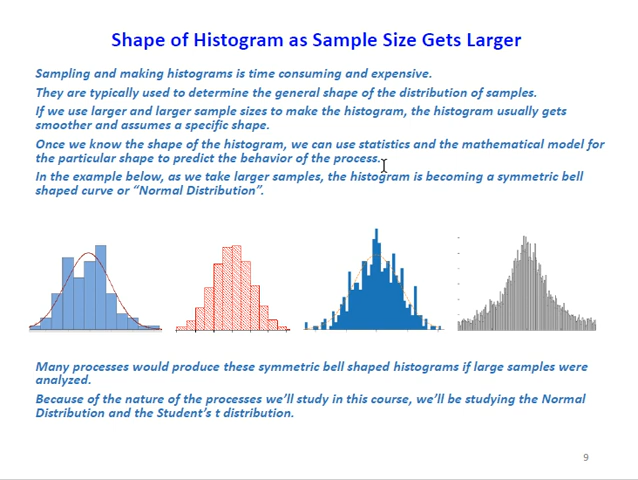 Shape of Histogram as Sample Size Gets Larger
Sampling and making histograms is time consuming and expensive.
They are typically used to determine the general shape of the distribution of samples.
If we use larger and larger sample sizes to make the histogram, the histogram usually gets
smoother and assumes a specific shape.
Once we know the shape of the histogram, we can use statistics and the mathematical model for
the particular shape to predict the behavior of the process.
In the example below, as we take larger samples, the histogram is becoming a symmetric bell
shaped curve or “Normal Distribution”.
Many processes would produce these symmetric bell shaped histograms if large samples were
analyzed.
Because of the nature of the processes we’ll study in this course, we’ll be studying the Normal
Distribution and the Student’s t distribution.
9